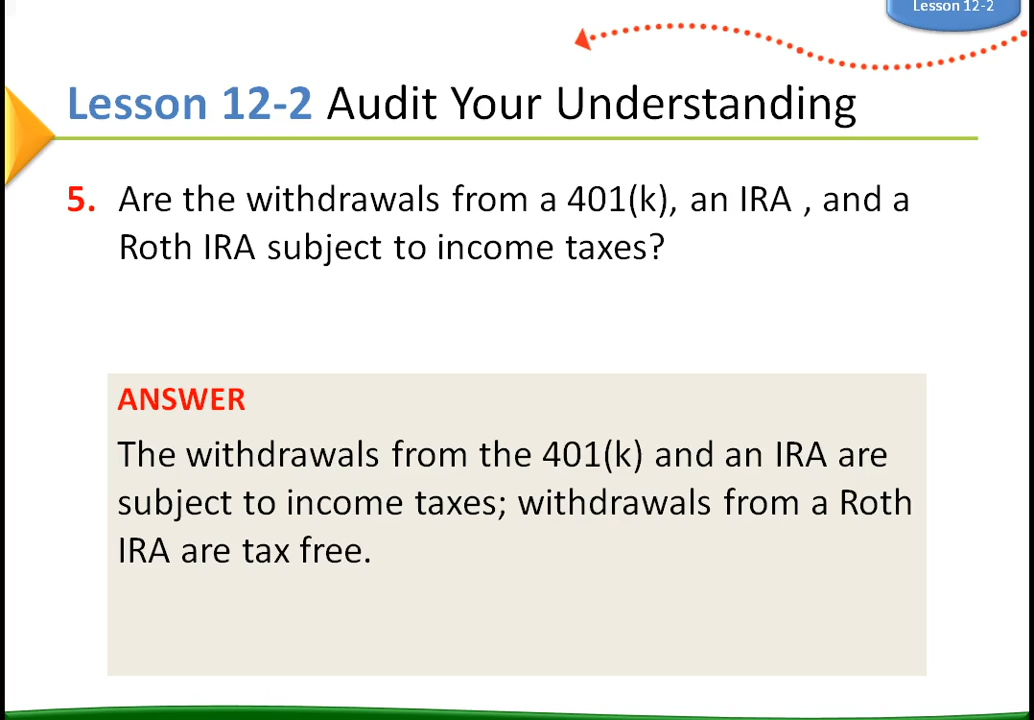 Lesson 12-2
Lesson 12-2 Audit Your Understanding
5. Are the withdrawals from a 401(k), an IRA , and a
Roth IRA subject to income taxes?
ANSWER
The withdrawals from the 401(k) and an IRA are
subject to income taxes; withdrawals from a Roth
IRA are tax free.